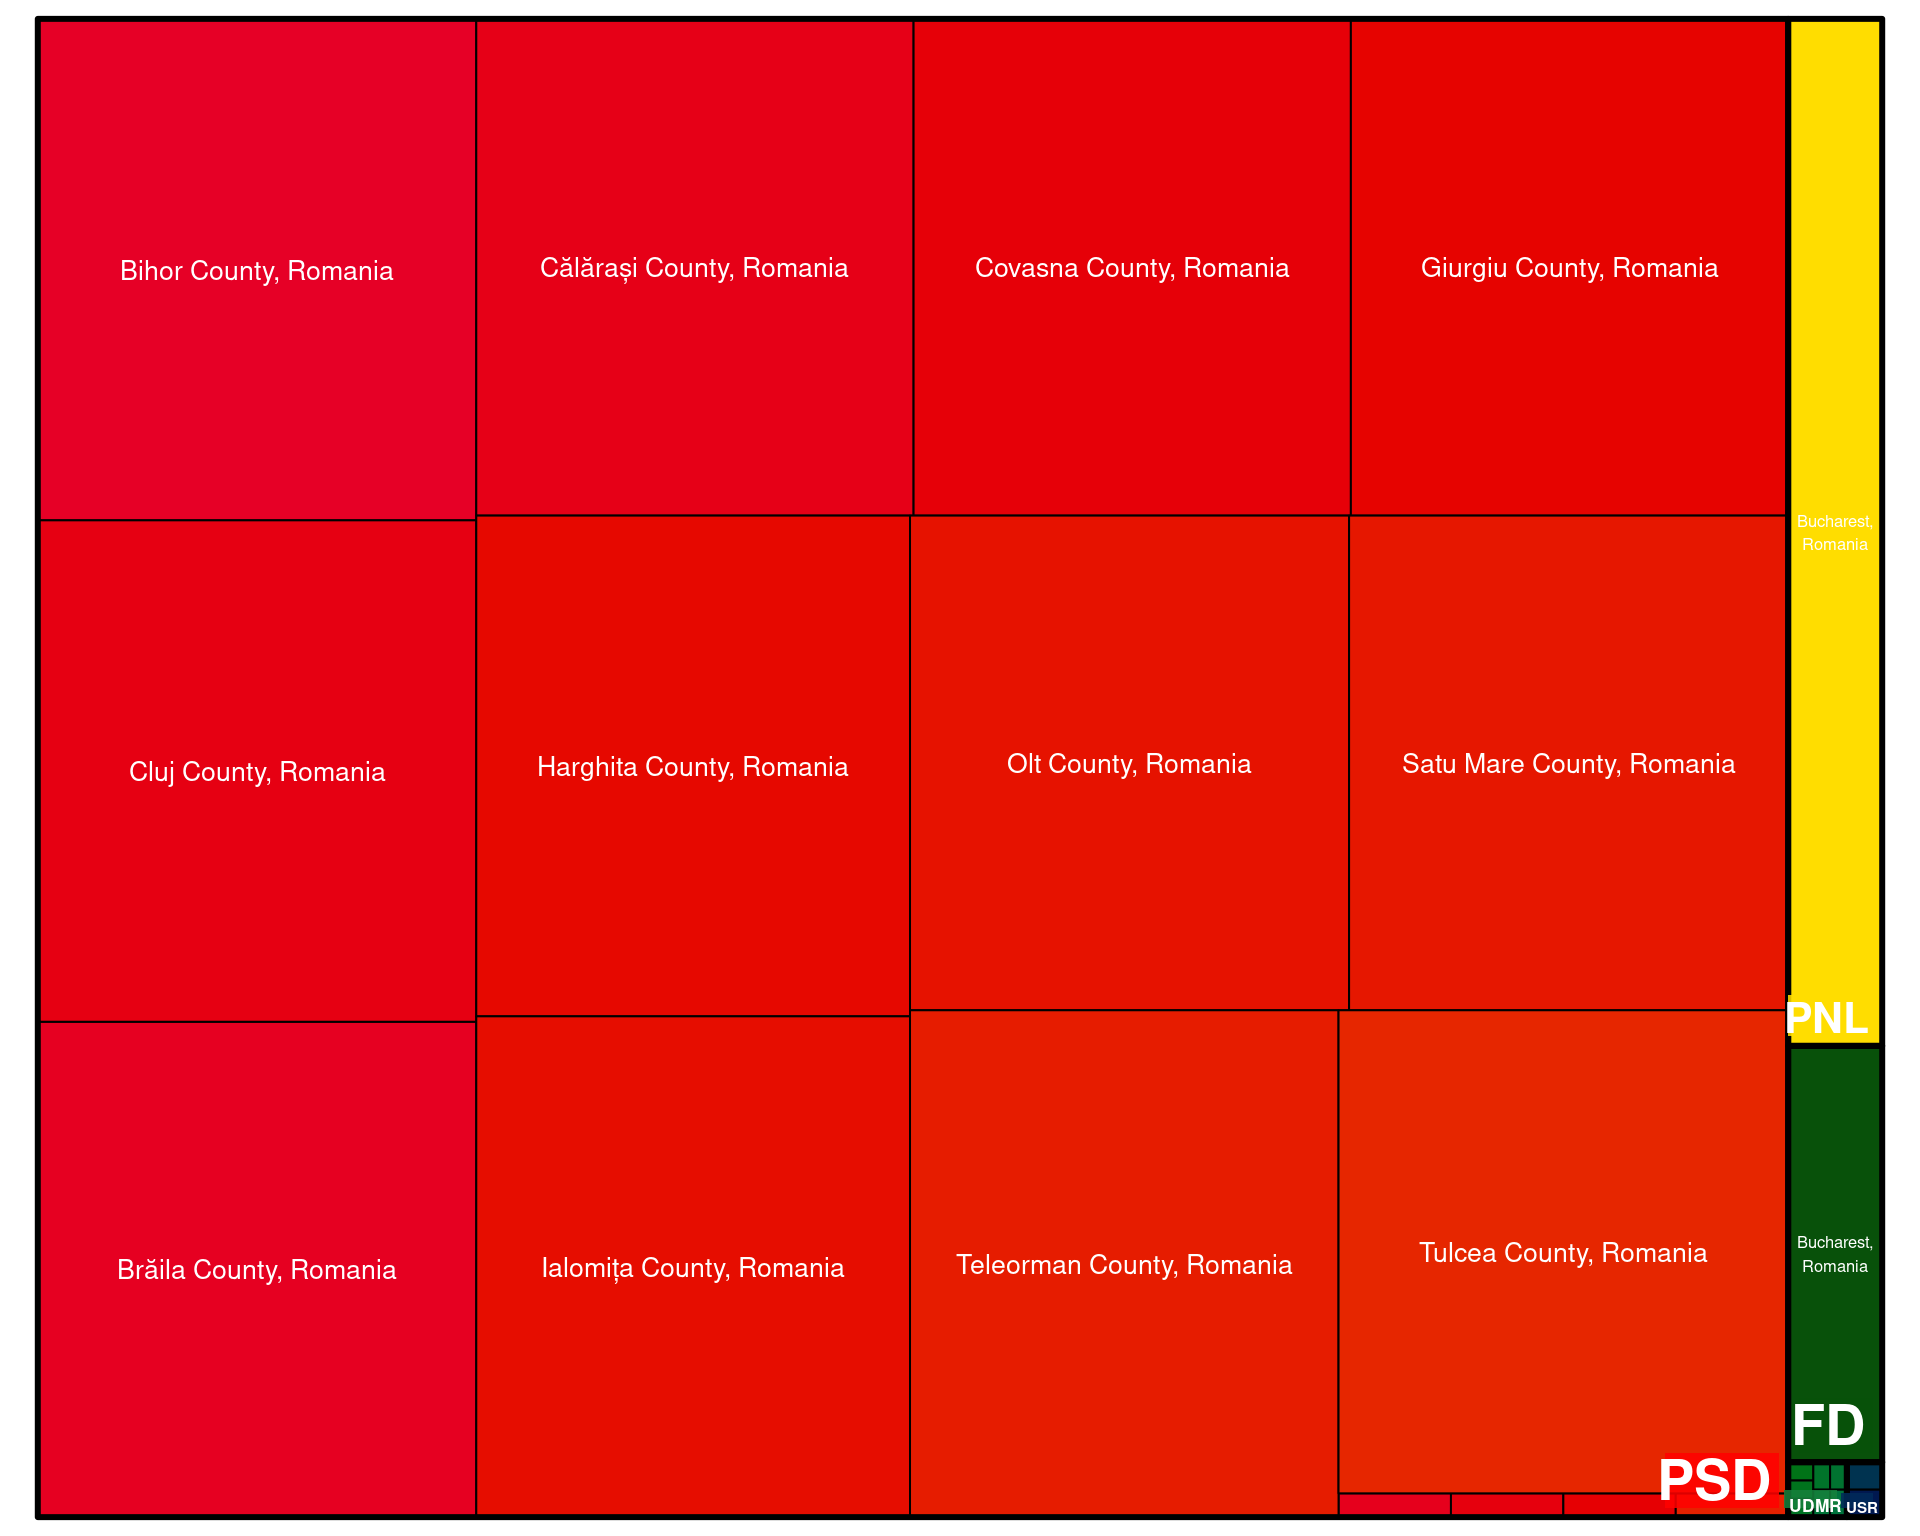 Bihor County, Romania
Călărași County, Romania
Covasna County, Romania
Giurgiu County, Romania
Bucharest,
Romania
Cluj County, Romania
Harghita County, Romania
Olt County, Romania
Satu Mare County, Romania
PNL
Brăila County, Romania
Ialomița County, Romania
Teleorman County, Romania
Tulcea County, Romania
Bucharest,
Romania
FD
PSD
UDMR
USR